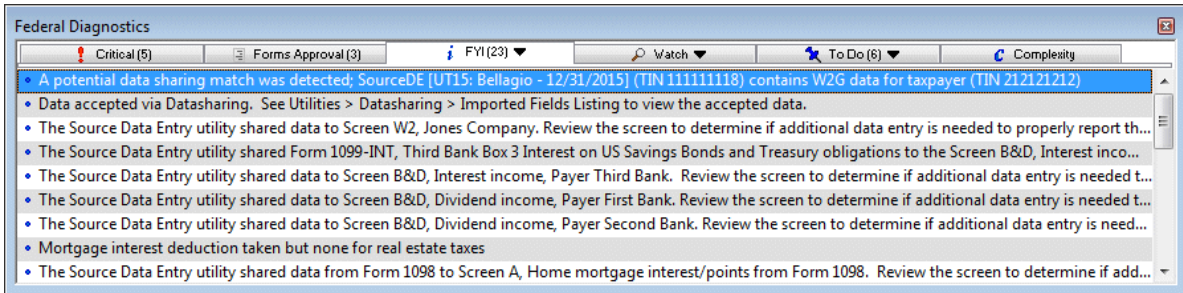 Federal Diagnostics
Critical (5) Forms Approval (3) FYI (23) Watch To Do (6) Complexity
• A potential data sharing match was detected; SourceDE [UT15: Bellagio - 12/31/2015] (TIN 111111118) contains W2G data for taxpayer (TIN 212121212)
• Data accepted via Datasharing. See Utilities > Datasharing > Imported Fields Listing to view the accepted data.
• The Source Data Entry utility shared data to Screen W2, Jones Company. Review the screen to determine if additional data entry is needed to properly report th...
• The Source Data Entry utility shared Form 1099-INT, Third Bank Box 3 Interest on US Savings Bonds and Treasury obligations to the Screen B&D, Interest inco...
• The Source Data Entry utility shared data to Screen B&D, Interest income, Payer Third Bank. Review the screen to determine if additional data entry is needed t...
• The Source Data Entry utility shared data to Screen B&D, Dividend income, Payer First Bank. Review the screen to determine if additional data entry is needed t...
• The Source Data Entry utility shared data to Screen B&D, Dividend income, Payer Second Bank. Review the screen to determine if additional data entry is need...
• Mortgage interest deduction taken but none for real estate taxes
• The Source Data Entry utility shared data from Form 1098 to Screen A, Home mortgage interest/points from Form 1098. Review the screen to determine if add...